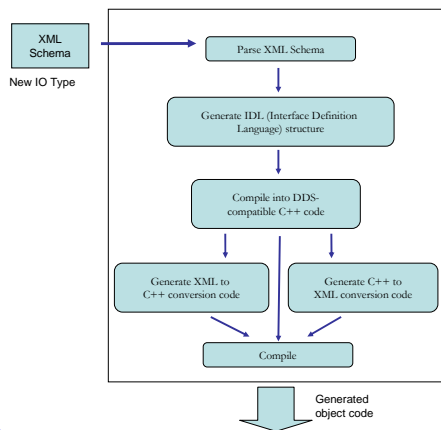 XML
Schema
New IO Type
Parse XML Schema
Generate IDL (Interface Definition
Language) structure
Compile into DDS-
compatible C++ code
Generate XML to
C++ conversion code
Generate C++ to
XML conversion code
Compile
Generated
object code